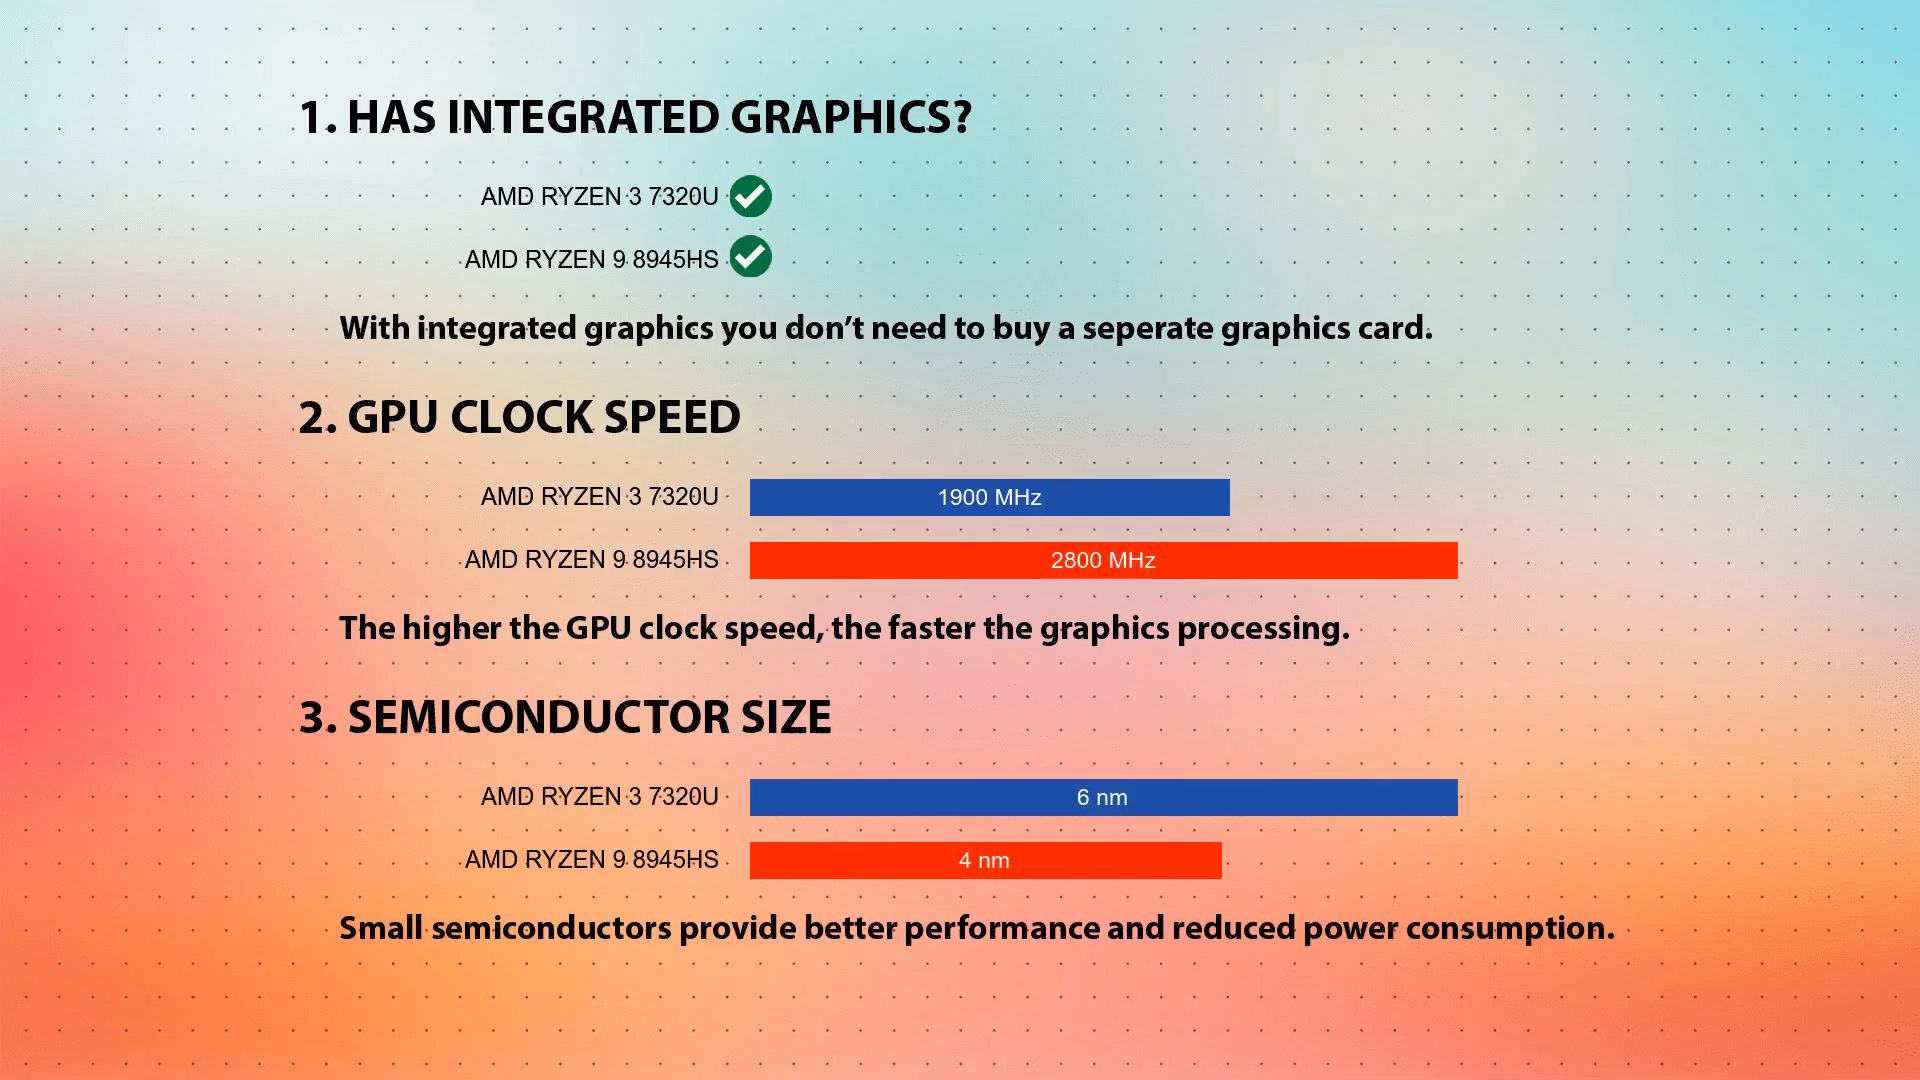 1. HAS INTEGRATED GRAPHICS?
AMD RYZEN 3 7320U
AMD RYZEN 9 8945HS
With integrated graphics you don’t need to buy a seperate graphics card.
2. GPU CLOCK SPEED
AMD RYZEN 3 7320U 1900 MHz
AMD RYZEN 9 8945HS 2800 MHz
The higher the GPU clock speed, the faster the graphics processing.
3. SEMICONDUCTOR SIZE
AMD RYZEN 3 7320U 6 nm
AMD RYZEN 9 8945HS 4 nm
Small semiconductors provide better performance and reduced power consumption.